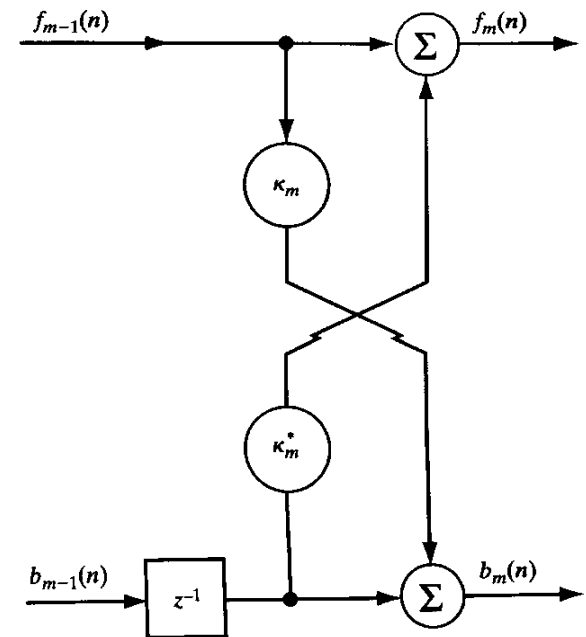 f_{m-1}(n)
f_m(n)
Σ
κ_m
κ_m^*
b_{m-1}(n)
z^{-1}
b_m(n)
Σ